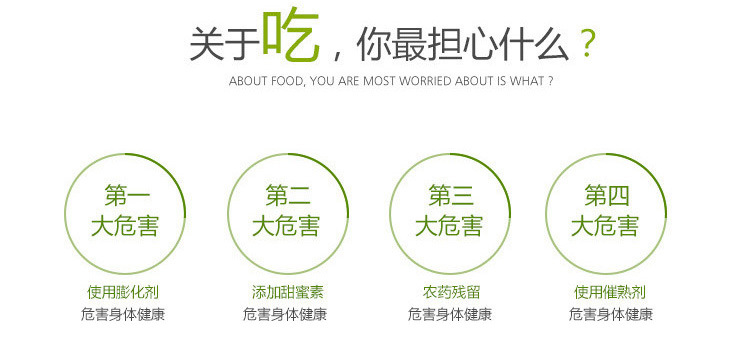 关于吃，你最担心什么？
ABOUT FOOD, YOU ARE MOST WORRIED ABOUT IS WHAT ?
第一
大危害
使用膨化剂
危害身体健康
第二
大危害
添加甜蜜素
危害身体健康
第三
大危害
农药残留
危害身体健康
第四
大危害
使用催熟剂
危害身体健康